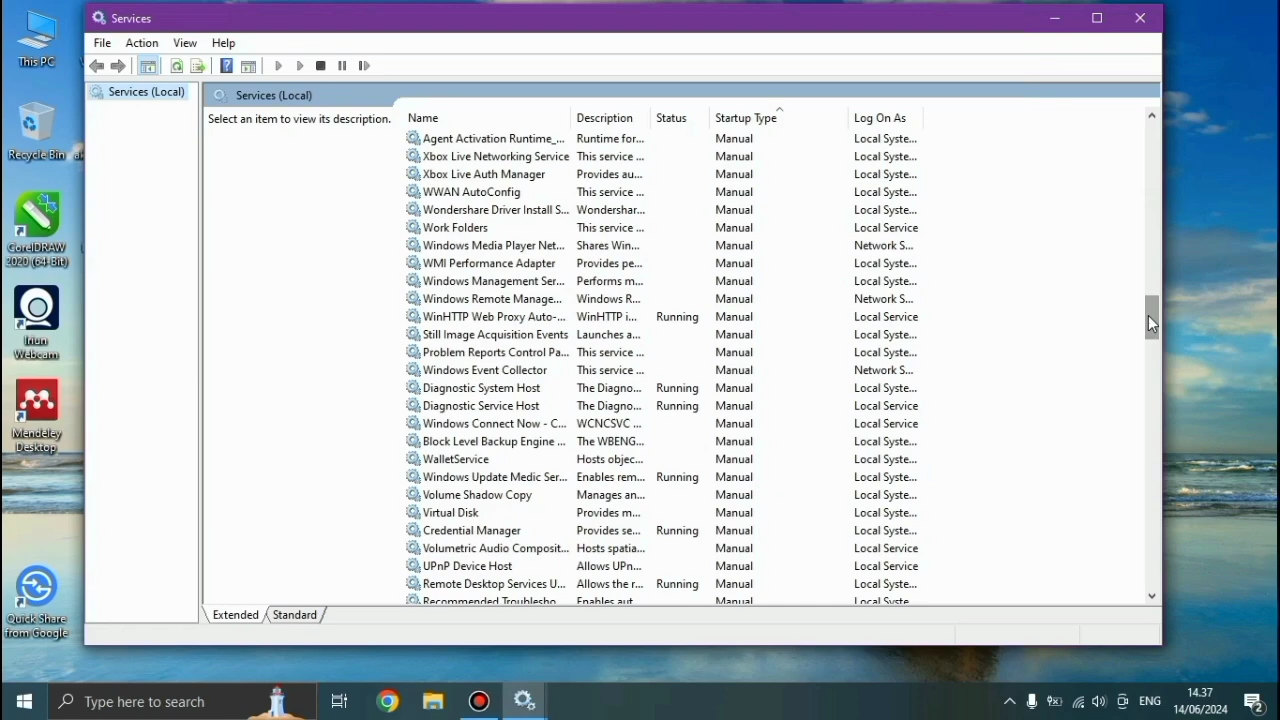 This PC
Recycle Bin
CorelDRAW
2020 (64-Bit)
Iriun
Webcam
Mendeley
Desktop
Quick Share
from Google
Services
File Action View Help
Services (Local)
Services (Local)
Select an item to view its description.
Name Description Status Startup Type Log On As
Agent Activation Runtime_... Runtime for... Manual Local Syste...
Xbox Live Networking Service This service ... Manual Local Syste...
Xbox Live Auth Manager Provides au... Manual Local Syste...
WWAN AutoConfig This service ... Manual Local Syste...
Wondershare Driver Install S... Wondershar... Manual Local Syste...
Work Folders This service ... Manual Local Service
Windows Media Player Net... Shares Win... Manual Network S...
WMI Performance Adapter Provides pe... Manual Local Syste...
Windows Management Ser... Performs m... Manual Local Syste...
Windows Remote Manage... Windows R... Manual Network S...
WinHTTP Web Proxy Auto-... WinHTTP i... Running Manual Local Service
Still Image Acquisition Events Launches a... Manual Local Syste...
Problem Reports Control Pa... This service ... Manual Local Syste...
Windows Event Collector This service ... Manual Network S...
Diagnostic System Host The Diagno... Running Manual Local Syste...
Diagnostic Service Host The Diagno... Running Manual Local Service
Windows Connect Now - C... WCNCSVC ... Manual Local Service
Block Level Backup Engine ... The WBENG... Manual Local Syste...
WalletService Hosts objec... Manual Local Syste...
Windows Update Medic Ser... Enables rem... Running Manual Local Syste...
Volume Shadow Copy Manages an... Manual Local Syste...
Virtual Disk Provides m... Manual Local Syste...
Credential Manager Provides se... Running Manual Local Syste...
Volumetric Audio Composit... Hosts spatia... Manual Local Service
UPnP Device Host Allows UPn... Manual Local Service
Remote Desktop Services U... Allows the r... Running Manual Local Syste...
Recommended Troublesho... Enables aut... Manual Local Syste...
Extended Standard
Type here to search
ENG
14.37
14/06/2024
2